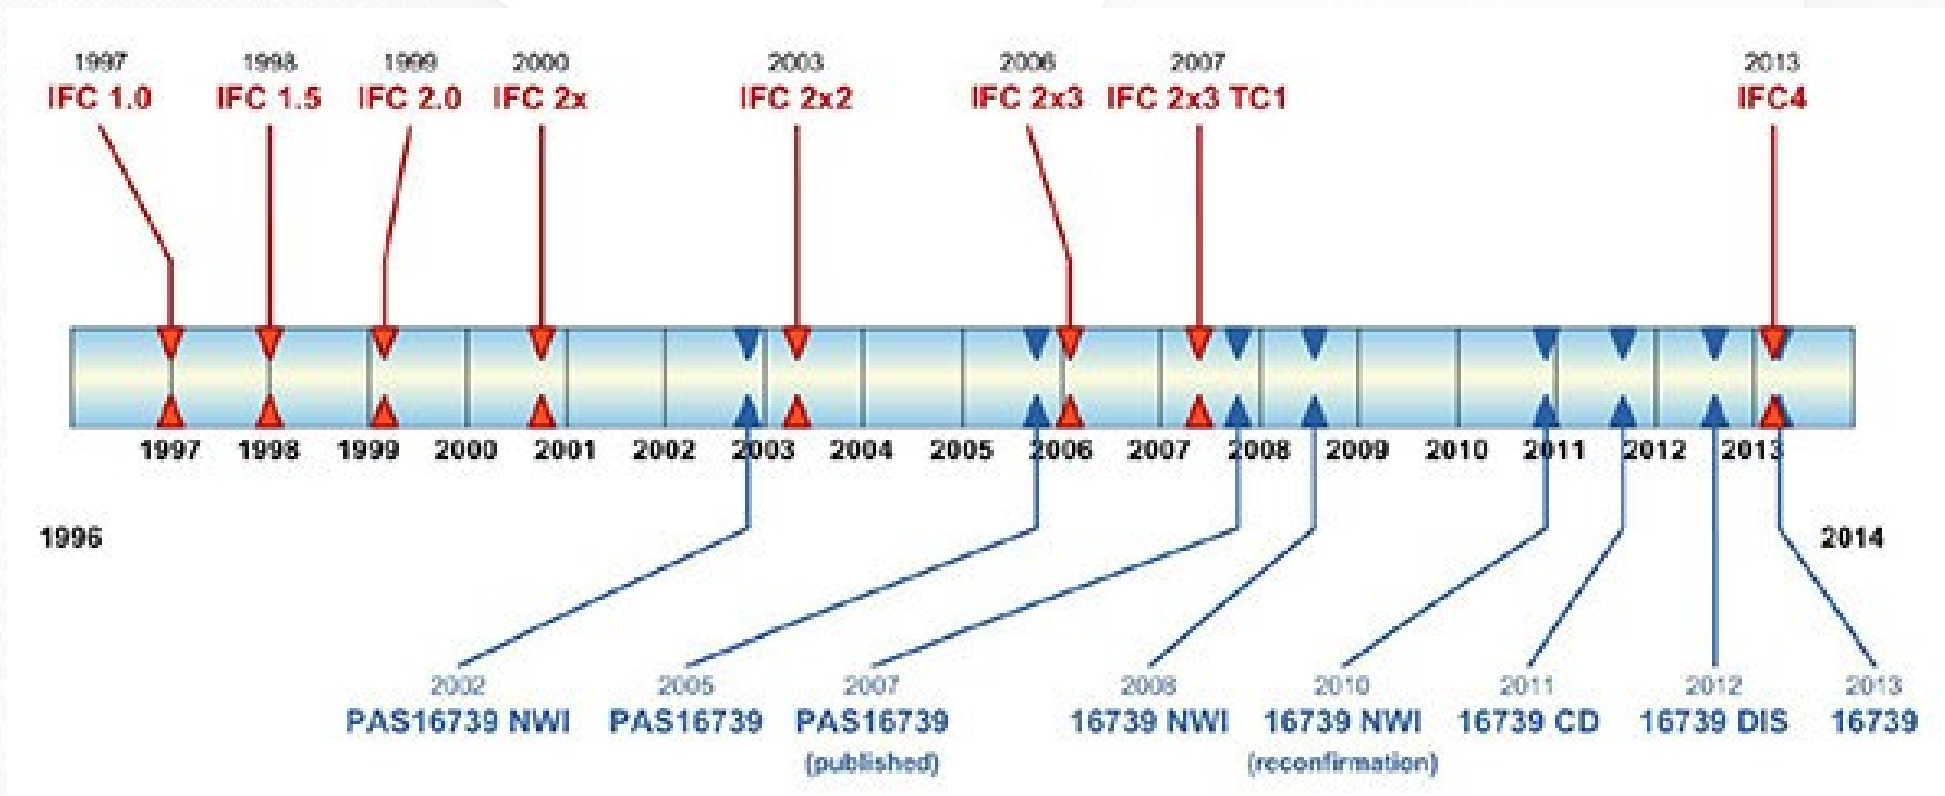 1997 1998 1999 2000 2003 2006 2007 2013
IFC 1.0 IFC 1.5 IFC 2.0 IFC 2x IFC 2x2 IFC 2x3 IFC 2x3 TC1 IFC4
1997 1998 1999 2000 2001 2002 2003 2004 2005 2006 2007 2008 2009 2010 2011 2012 2013
1996 2014
2002 2005 2007 2008 2010 2011 2012 2013
PAS16739 NWI PAS16739 PAS16739 16739 NWI 16739 NWI 16739 CD 16739 DIS 16739
(published) (reconfirmation)